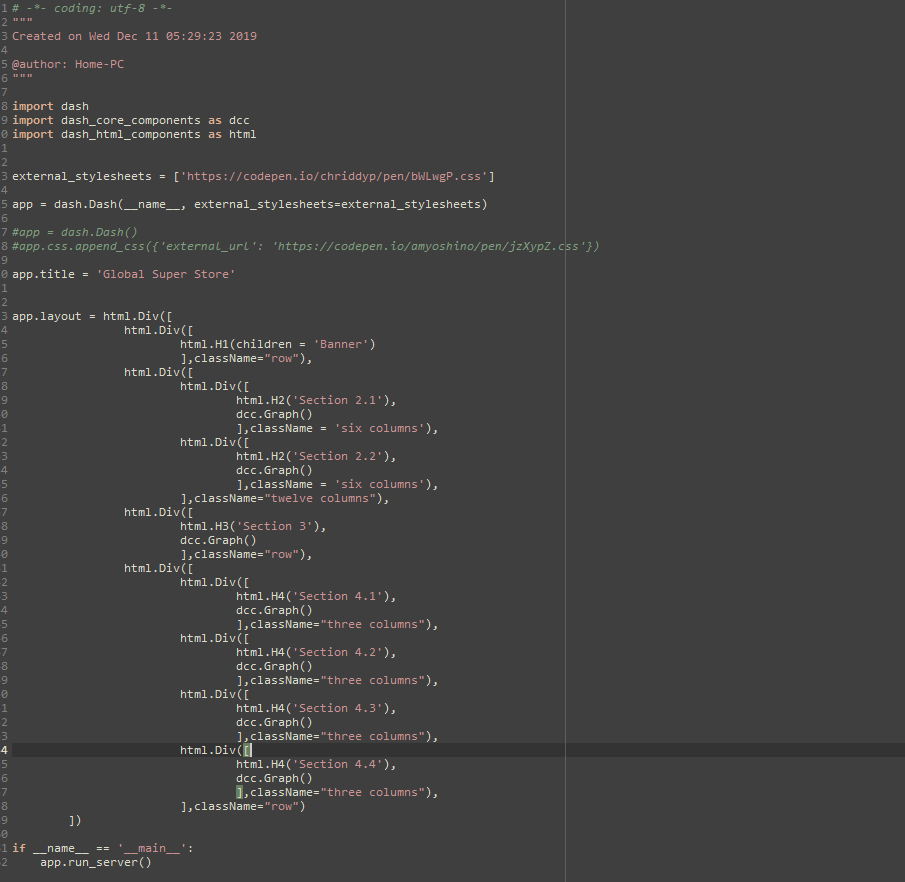 1 # -*- coding: utf-8 -*-
2 """
3 Created on Wed Dec 11 05:29:23 2019
4
5 @author: Home-PC
6 """
7
8 import dash
9 import dash_core_components as dcc
0 import dash_html_components as html
1
2
3 external_stylesheets = ['https://codepen.io/chriddyp/pen/bWLwgP.css']
4
5 app = dash.Dash(__name__, external_stylesheets=external_stylesheets)
6
7 #app = dash.Dash()
8 #app.css.append_css({'external_url': 'https://codepen.io/amyoshino/pen/jzXypZ.css'})
9
0 app.title = 'Global Super Store'
1
2
3 app.layout = html.Div([
4                 html.Div([
5                         html.H1(children = 'Banner')
6                         ],className="row"),
7                 html.Div([
8                         html.Div([
9                                 html.H2('Section 2.1'),
0                                 dcc.Graph()
1                                 ],className = 'six columns'),
2                         html.Div([
3                                 html.H2('Section 2.2'),
4                                 dcc.Graph()
5                                 ],className = 'six columns'),
6                         ],className="twelve columns"),
7                 html.Div([
8                         html.H3('Section 3'),
9                         dcc.Graph()
0                         ],className="row"),
1                 html.Div([
2                         html.Div([
3                                 html.H4('Section 4.1'),
4                                 dcc.Graph()
5                                 ],className="three columns"),
6                         html.Div([
7                                 html.H4('Section 4.2'),
8                                 dcc.Graph()
9                                 ],className="three columns"),
0                         html.Div([
1                                 html.H4('Section 4.3'),
2                                 dcc.Graph()
3                                 ],className="three columns"),
4                         html.Div([
5                                 html.H4('Section 4.4'),
6                                 dcc.Graph()
7                                 ],className="three columns"),
8                         ],className="row")
9         ])
0
1 if __name__ == '__main__':
2     app.run_server()